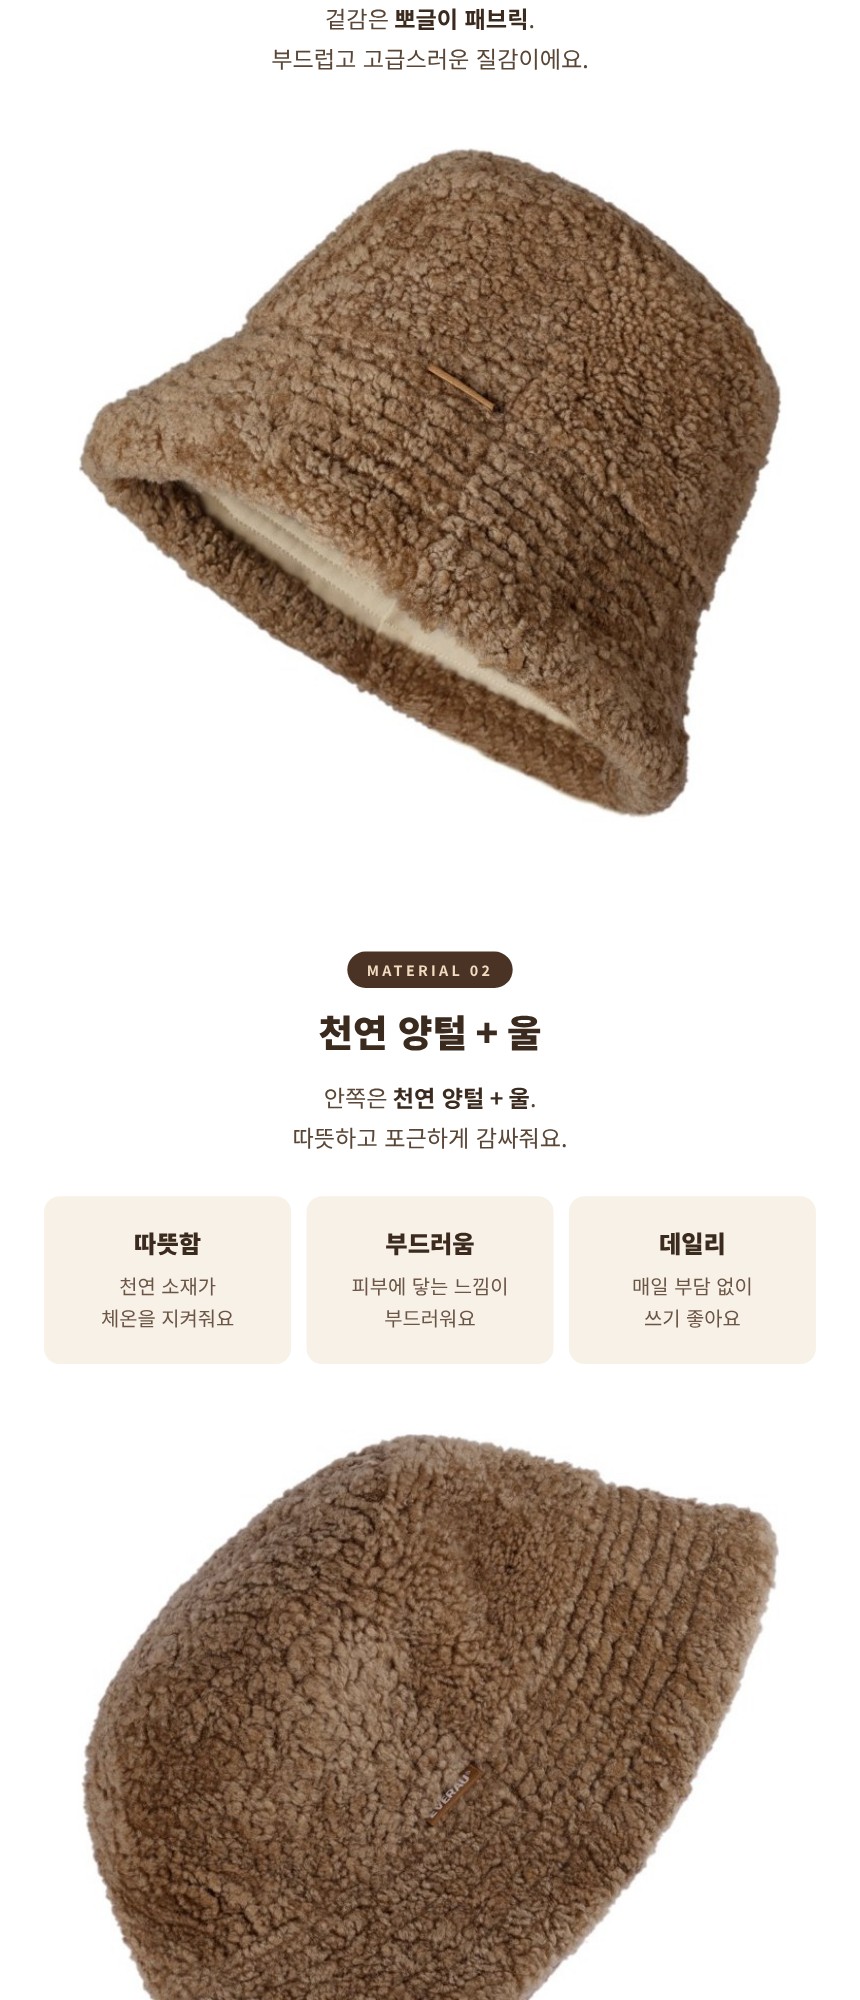 겉감은 뽀글이 패브릭.
부드럽고 고급스러운 질감이에요.
MATERIAL 02
천연 양털 + 울
안쪽은 천연 양털 + 울.
따뜻하고 포근하게 감싸줘요.
따뜻함
천연 소재가
체온을 지켜줘요
부드러움
피부에 닿는 느낌이
부드러워요
데일리
매일 부담 없이
쓰기 좋아요
EVERAU